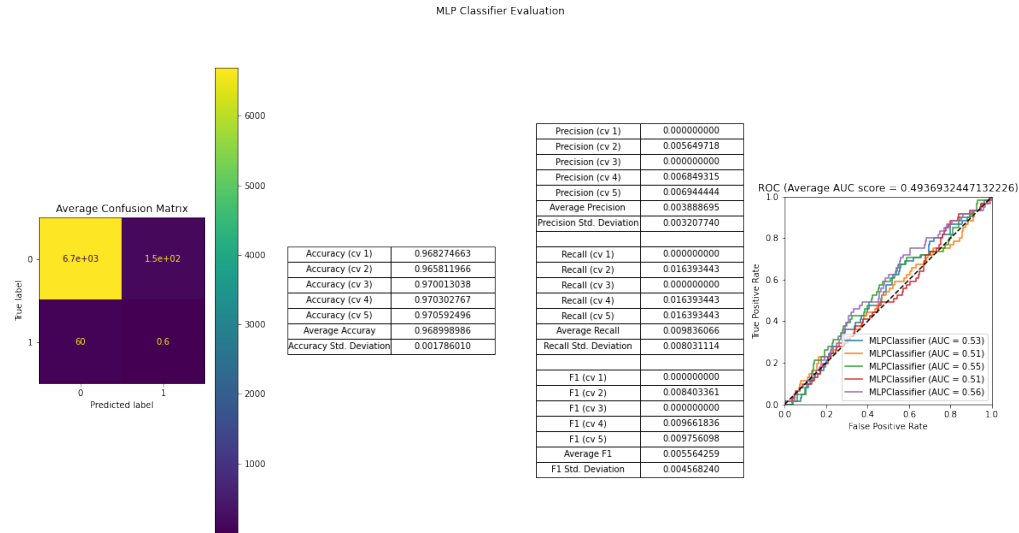 MLP Classifier Evaluation
Average Confusion Matrix
True label
0
1
6.7e+03
1.5e+02
60
0.6
0
1
Predicted label
6000
5000
4000
3000
2000
1000
Accuracy (cv 1) 0.968274663
Accuracy (cv 2) 0.965811966
Accuracy (cv 3) 0.970013038
Accuracy (cv 4) 0.970302767
Accuracy (cv 5) 0.970592496
Average Accuray 0.968998986
Accuracy Std. Deviation 0.001786010
Precision (cv 1) 0.000000000
Precision (cv 2) 0.005649718
Precision (cv 3) 0.000000000
Precision (cv 4) 0.006849315
Precision (cv 5) 0.006944444
Average Precision 0.003888695
Precision Std. Deviation 0.003207740
Recall (cv 1) 0.000000000
Recall (cv 2) 0.016393443
Recall (cv 3) 0.000000000
Recall (cv 4) 0.016393443
Recall (cv 5) 0.016393443
Average Recall 0.009836066
Recall Std. Deviation 0.008031114
F1 (cv 1) 0.000000000
F1 (cv 2) 0.008403361
F1 (cv 3) 0.000000000
F1 (cv 4) 0.009661836
F1 (cv 5) 0.009756098
Average F1 0.005564259
F1 Std. Deviation 0.004568240
ROC (Average AUC score = 0.4936932447132226)
True Positive Rate
1.0
0.8
0.6
0.4
0.2
0.0
MLPClassifier (AUC = 0.53)
MLPClassifier (AUC = 0.51)
MLPClassifier (AUC = 0.55)
MLPClassifier (AUC = 0.51)
MLPClassifier (AUC = 0.56)
0.0 0.2 0.4 0.6 0.8 1.0
False Positive Rate